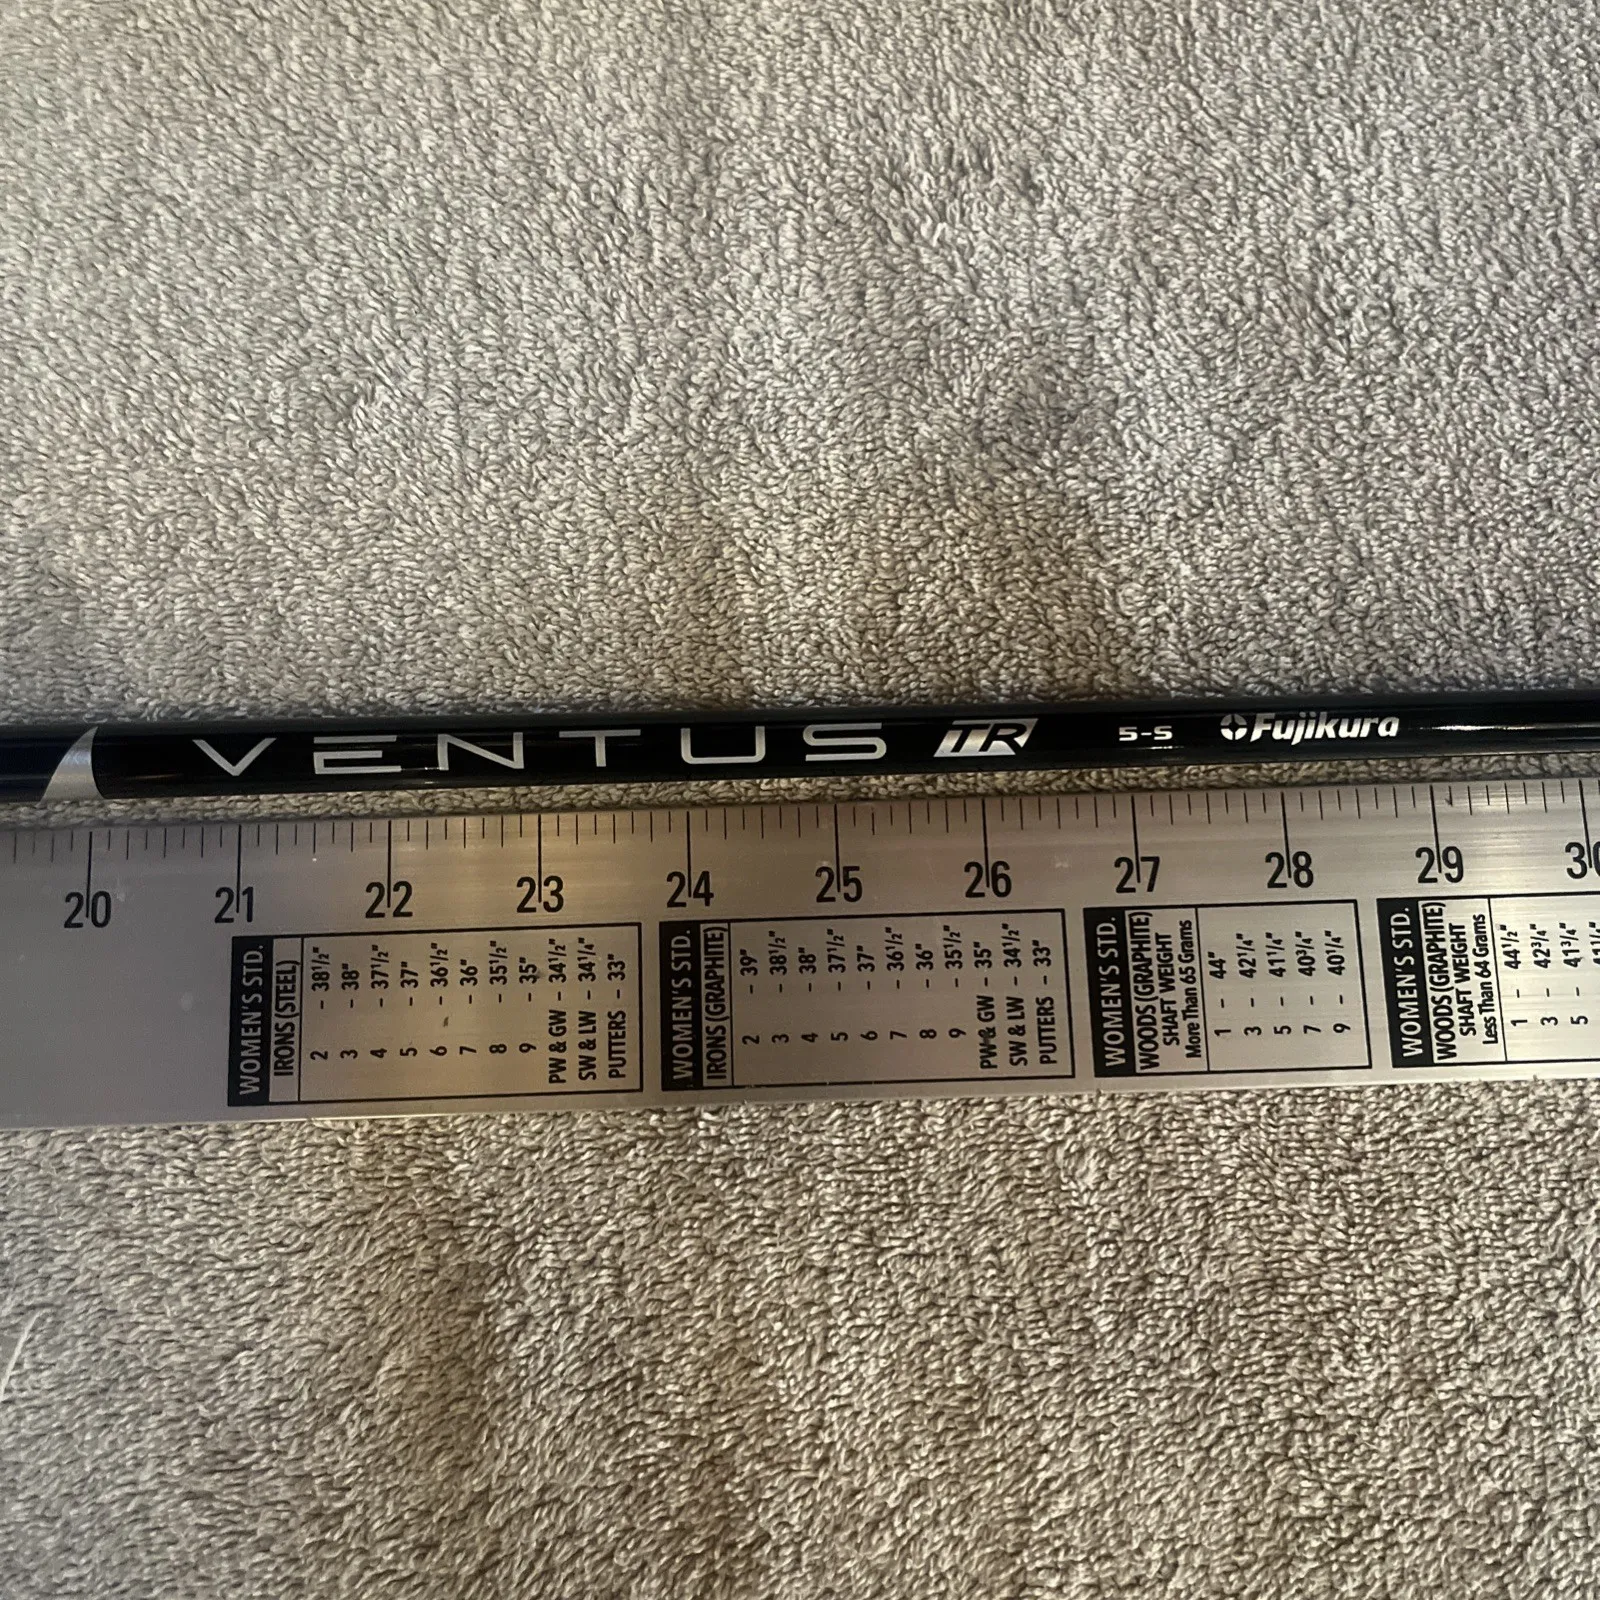 VENTUS TR 5-S Fujikura
20 21 22 23 24 25 26 27 28 29 30
WOMEN'S STD.
IRONS (STEEL)
2 - 38½"
3 - 38"
4 - 37½"
5 - 37"
6 - 36½"
7 - 36"
8 - 35½"
9 - 35"
PW & GW - 34½"
SW & LW - 34¼"
PUTTERS - 33"
WOMEN'S STD.
IRONS (GRAPHITE)
2 - 39"
3 - 38½"
4 - 38"
5 - 37½"
6 - 37"
7 - 36½"
8 - 36"
9 - 35½"
PW & GW - 35"
SW & LW - 34½"
PUTTERS - 33"
WOMEN'S STD.
WOODS (GRAPHITE)
SHAFT WEIGHT
More Than 65 Grams
1 - 44"
3 - 42¼"
5 - 41¼"
7 - 40¾"
9 - 40¼"
WOMEN'S STD.
WOODS (GRAPHITE)
SHAFT WEIGHT
Less Than 64 Grams
1 - 44½"
3 - 42¾"
5 - 41¾"